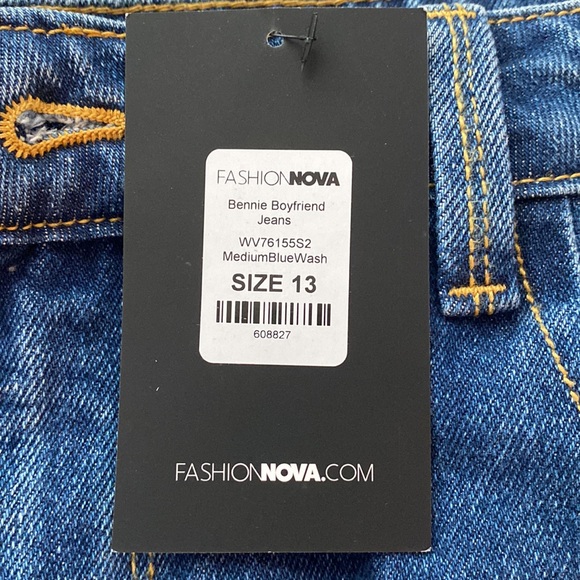 FASHIONNOVA
Bennie Boyfriend
Jeans
WV76155S2
MediumBlueWash
SIZE 13
608827
FASHIONNOVA.COM